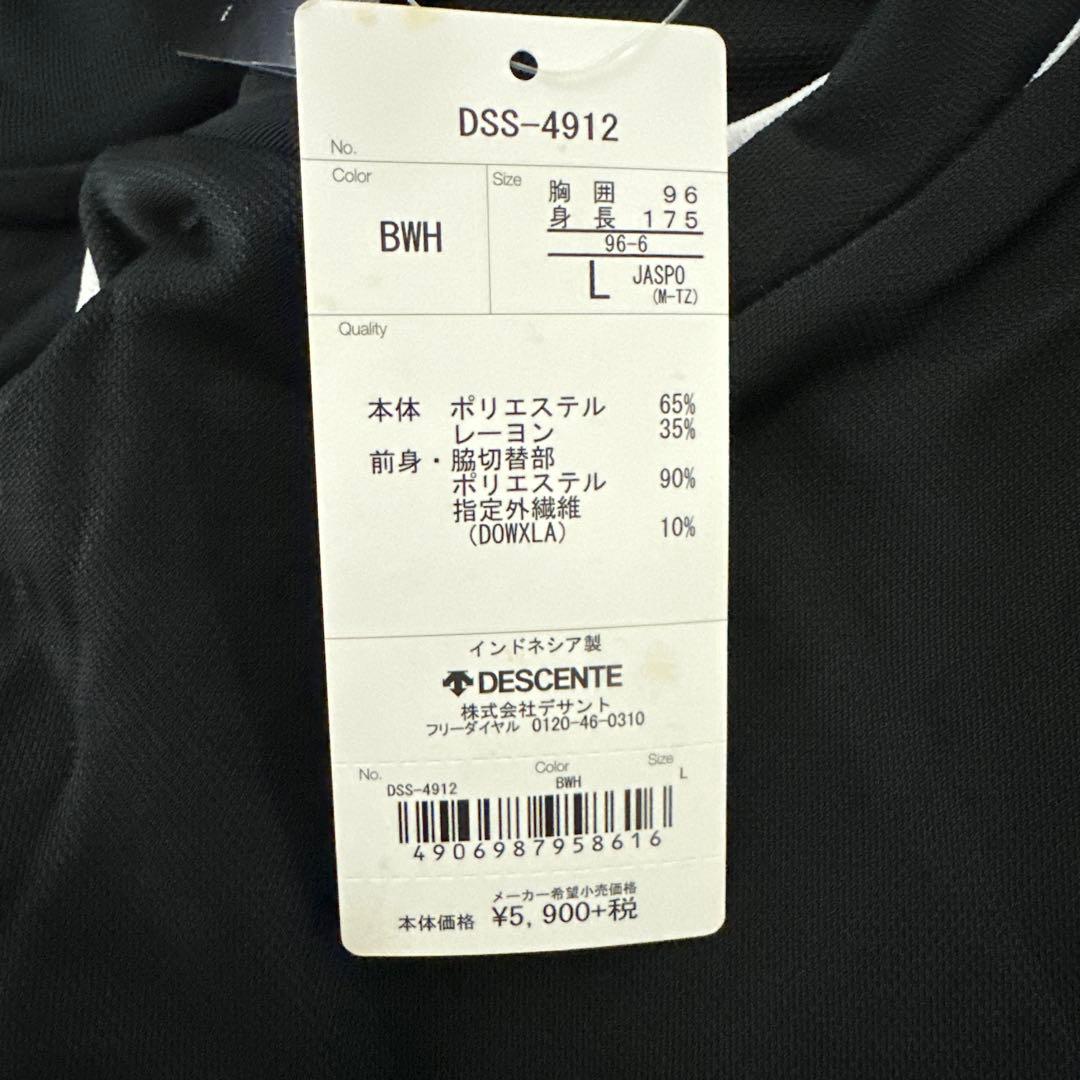 DSS-4912
No.
Color
BWH
Size
胸囲 96
身長 175
96-6
L JASPO
(M-TZ)
Quality
本体 ポリエステル 65%
レーヨン 35%
前身・脇切替部
ポリエステル 90%
指定外繊維
(DOWXLA) 10%
インドネシア製
DESCENTE
株式会社デサント
フリーダイヤル 0120-46-0310
No. Color Size
DSS-4912 BWH L
4906987958616
メーカー希望小売価格
本体価格 ¥5,900+税